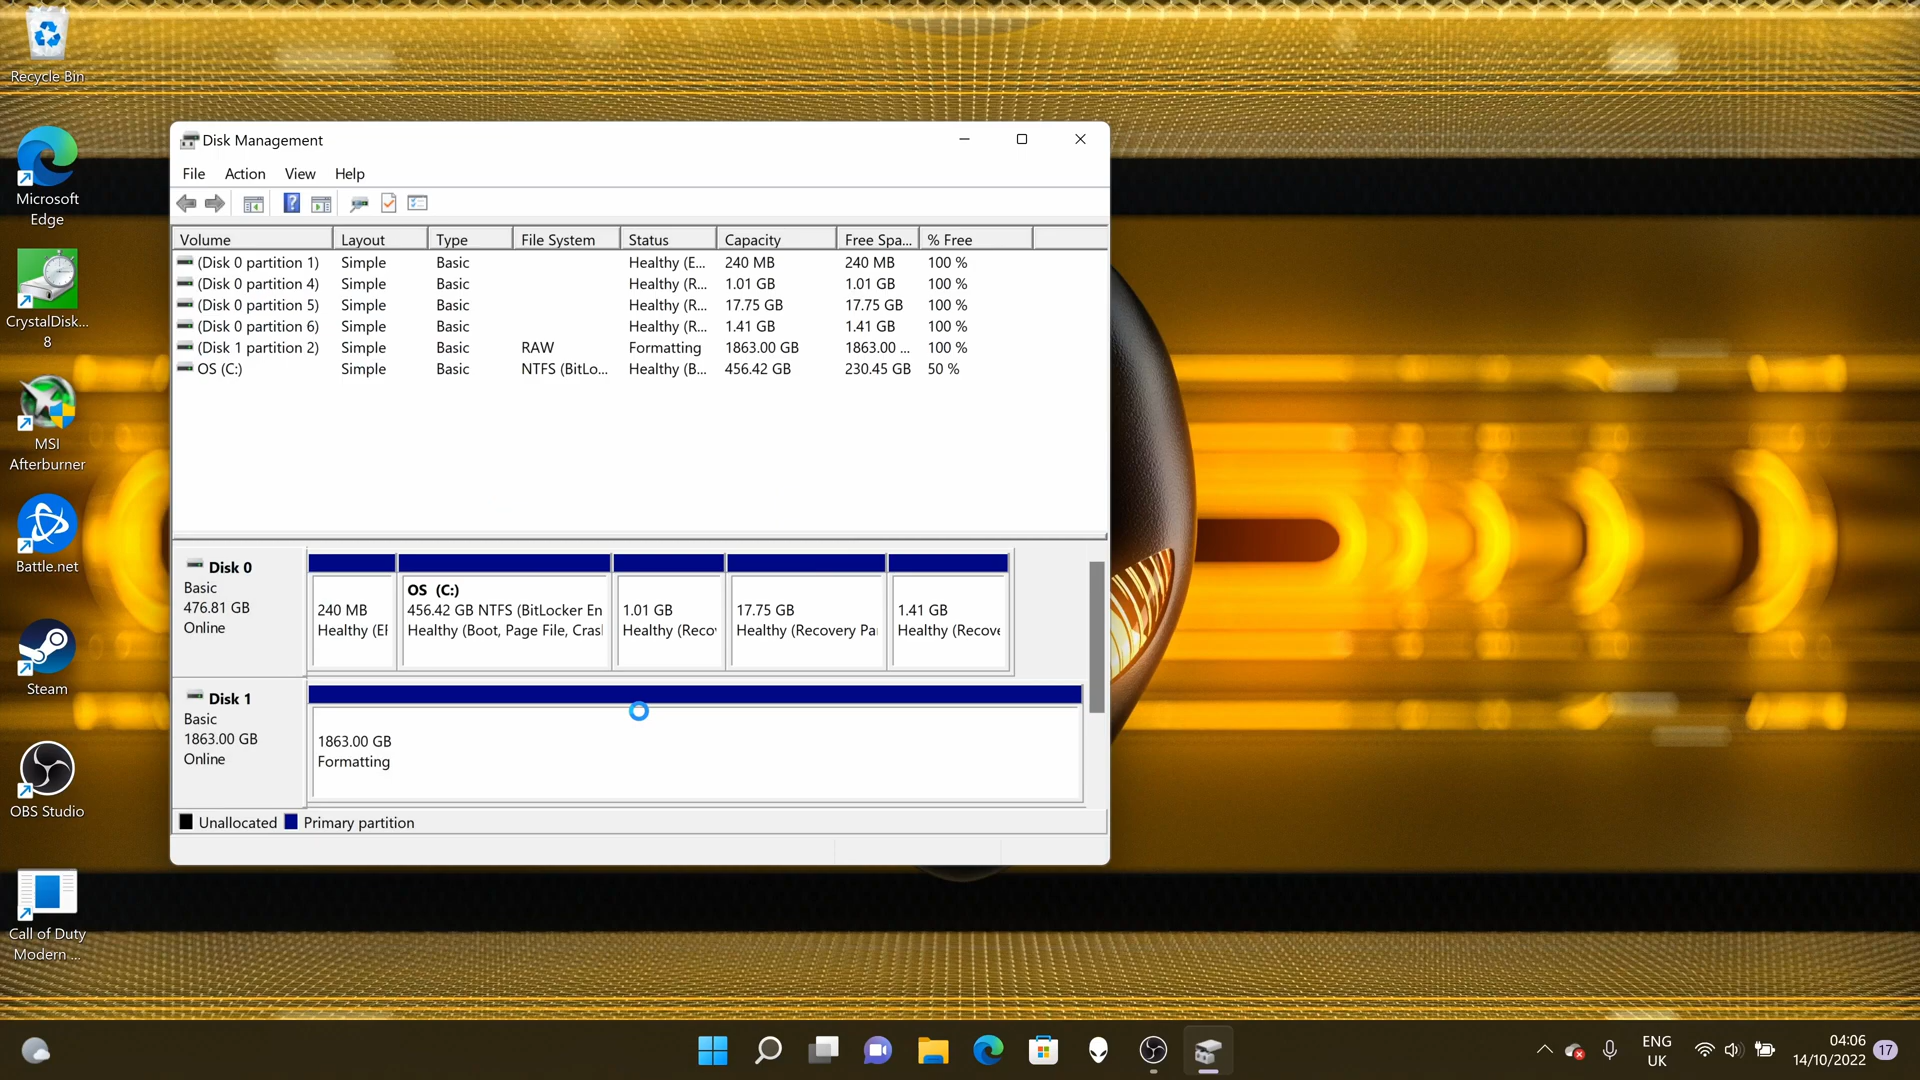 Recycle Bin
Microsoft
Edge
CrystalDisk...
8
MSI
Afterburner
Battle.net
Steam
OBS Studio
Call of Duty
Modern ...
Disk Management
File Action View Help
Volume Layout Type File System Status Capacity Free Spa... % Free
(Disk 0 partition 1) Simple Basic Healthy (E... 240 MB 240 MB 100 %
(Disk 0 partition 4) Simple Basic Healthy (R... 1.01 GB 1.01 GB 100 %
(Disk 0 partition 5) Simple Basic Healthy (R... 17.75 GB 17.75 GB 100 %
(Disk 0 partition 6) Simple Basic Healthy (R... 1.41 GB 1.41 GB 100 %
(Disk 1 partition 2) Simple Basic RAW Formatting 1863.00 GB 1863.00 ... 100 %
OS (C:) Simple Basic NTFS (BitLo... Healthy (B... 456.42 GB 230.45 GB 50 %
Disk 0
Basic
476.81 GB
Online
240 MB
Healthy (EF
OS (C:)
456.42 GB NTFS (BitLocker En
Healthy (Boot, Page File, Cras
1.01 GB
Healthy (Reco
17.75 GB
Healthy (Recovery Pa
1.41 GB
Healthy (Recove
Disk 1
Basic
1863.00 GB
Online
1863.00 GB
Formatting
Unallocated Primary partition
ENG
UK
04:06
14/10/2022
17